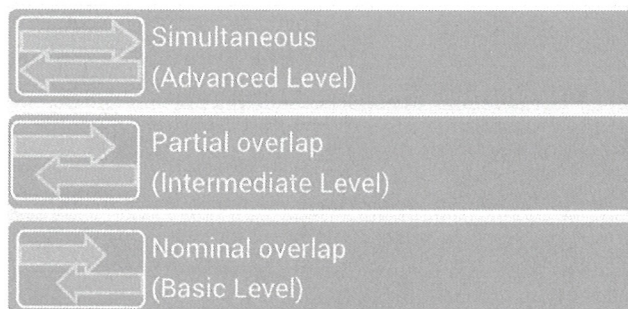 Simultaneous
(Advanced Level)
Partial overlap
(Intermediate Level)
Nominal overlap
(Basic Level)